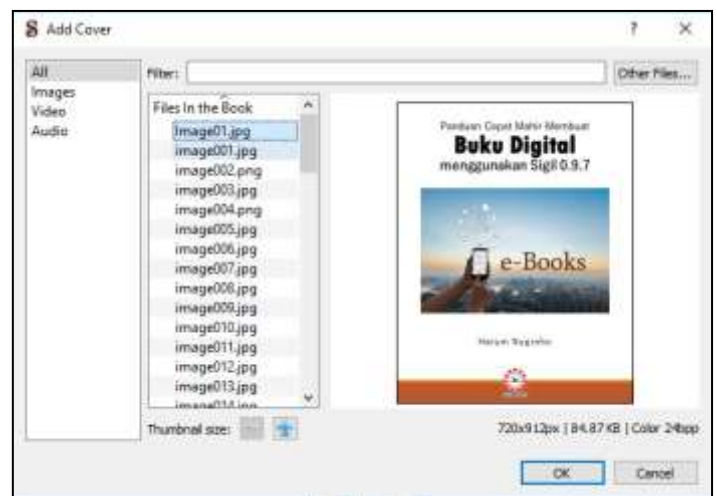 Add Cover
?
All
Images
Video
Audio
Filter:
Other Files...
Files In the Book
Image01.jpg
image001.jpg
image002.png
image003.jpg
image004.png
image005.jpg
image006.jpg
image007.jpg
image008.jpg
image009.jpg
image010.jpg
image011.jpg
image012.jpg
image013.jpg
Panduan Cepat Mahir Membuat
Buku Digital
menggunakan Sigil 0.9.7
e-Books
Thumbnail size:
720x912px | 84.87 KB | Color 24bpp
OK
Cancel